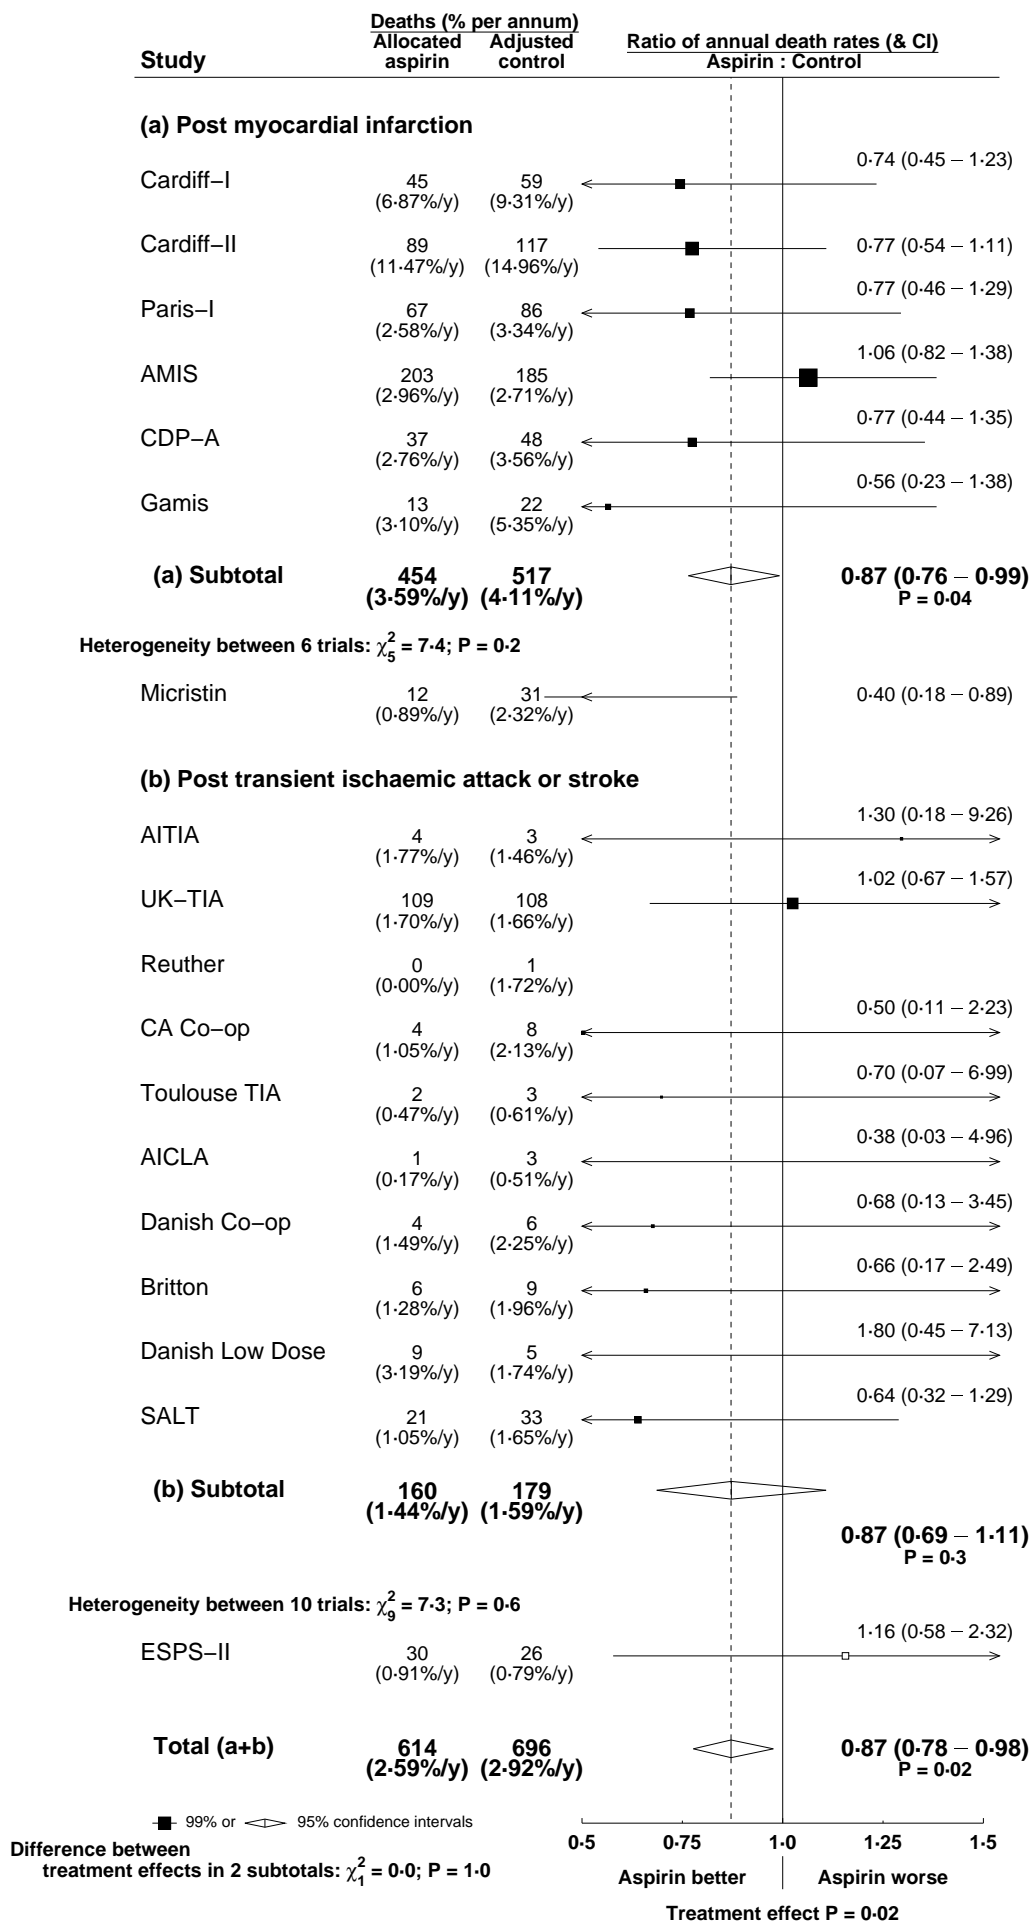 Deaths (% per annum)
Allocated Adjusted Ratio of annual death rates (& CI)
Study aspirin control Aspirin : Control
(a) Post myocardial infarction
0·74 (0·45 – 1·23)
Cardiff–I 45 59
(6·87%/y) (9·31%/y)
Cardiff–II 89 117 0·77 (0·54 – 1·11)
(11·47%/y) (14·96%/y)
0·77 (0·46 – 1·29)
Paris–I 67 86
(2·58%/y) (3·34%/y)
1·06 (0·82 – 1·38)
AMIS 203 185
(2·96%/y) (2·71%/y)
0·77 (0·44 – 1·35)
CDP–A 37 48
(2·76%/y) (3·56%/y)
0·56 (0·23 – 1·38)
Gamis 13 22
(3·10%/y) (5·35%/y)
(a) Subtotal 454 517 0·87 (0·76 – 0·99)
(3·59%/y) (4·11%/y) P = 0·04
Heterogeneity between 6 trials: χ²₅ = 7·4; P = 0·2
Micristin 12 31 0·40 (0·18 – 0·89)
(0·89%/y) (2·32%/y)
(b) Post transient ischaemic attack or stroke
1·30 (0·18 – 9·26)
AITIA 4 3
(1·77%/y) (1·46%/y)
1·02 (0·67 – 1·57)
UK–TIA 109 108
(1·70%/y) (1·66%/y)
Reuther 0 1
(0·00%/y) (1·72%/y)
0·50 (0·11 – 2·23)
CA Co–op 4 8
(1·05%/y) (2·13%/y)
0·70 (0·07 – 6·99)
Toulouse TIA 2 3
(0·47%/y) (0·61%/y)
0·38 (0·03 – 4·96)
AICLA 1 3
(0·17%/y) (0·51%/y)
0·68 (0·13 – 3·45)
Danish Co–op 4 6
(1·49%/y) (2·25%/y)
0·66 (0·17 – 2·49)
Britton 6 9
(1·28%/y) (1·96%/y)
1·80 (0·45 – 7·13)
Danish Low Dose 9 5
(3·19%/y) (1·74%/y)
0·64 (0·32 – 1·29)
SALT 21 33
(1·05%/y) (1·65%/y)
(b) Subtotal 160 179
(1·44%/y) (1·59%/y)
0·87 (0·69 – 1·11)
P = 0·3
Heterogeneity between 10 trials: χ²₉ = 7·3; P = 0·6
1·16 (0·58 – 2·32)
ESPS–II 30 26
(0·91%/y) (0·79%/y)
Total (a+b) 614 696 0·87 (0·78 – 0·98)
(2·59%/y) (2·92%/y) P = 0·02
99% or 95% confidence intervals
0·5 0·75 1·0 1·25 1·5
Difference between
treatment effects in 2 subtotals: χ²₁ = 0·0; P = 1·0
Aspirin better Aspirin worse
Treatment effect P = 0·02